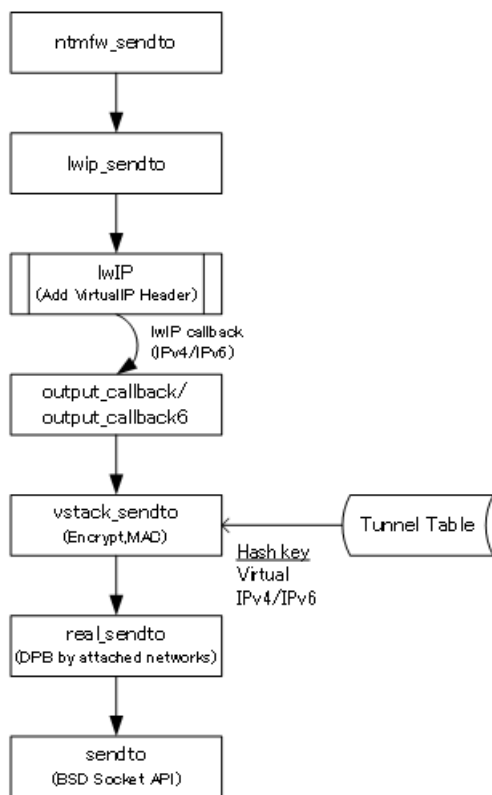 ntmfw_sendto
lwip_sendto
lwIP
(Add VirtualIP Header)
lwIP callback
(IPv4/IPv6)
output_callback/
output_callback6
vstack_sendto
(Encrypt,MAC)
Tunnel Table
Hash key
Virtual
IPv4/IPv6
real_sendto
(DPB by attached networks)
sendto
(BSD Socket API)